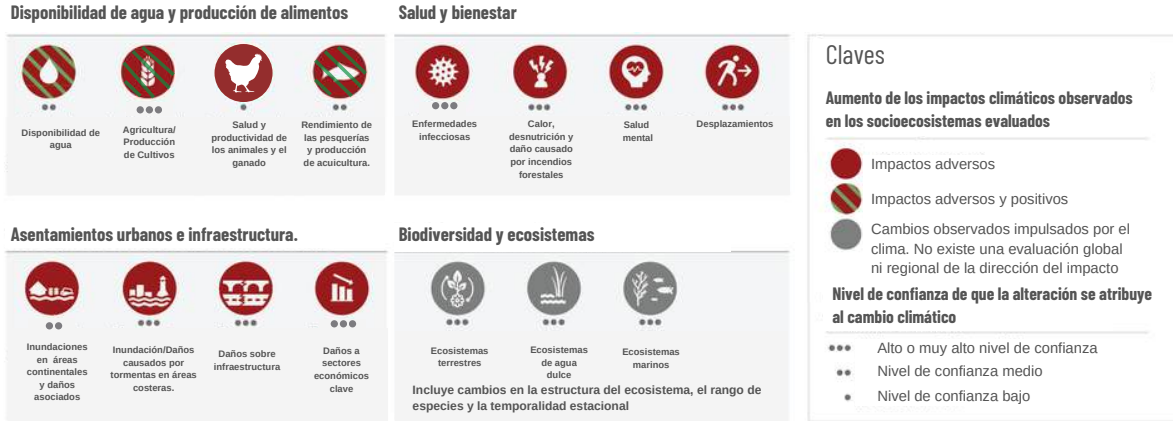 Disponibilidad de agua y producción de alimentos
Disponibilidad de
agua
Agricultura/
Producción
de Cultivos
Salud y
productividad de
los animales y el
ganado
Rendimiento de
las pesquerías
y producción
de acuicultura.
Salud y bienestar
Enfermedades
infecciosas
Calor,
desnutrición y
daño causado
por incendios
forestales
Salud
mental
Desplazamientos
Asentamientos urbanos e infraestructura.
Inundaciones
en áreas
continentales
y daños
asociados
Inundación/Daños
causados por
tormentas en áreas
costeras.
Daños sobre
infraestructura
Daños a
sectores
económicos
clave
Biodiversidad y ecosistemas
Ecosistemas
terrestres
Ecosistemas
de agua
dulce
Ecosistemas
marinos
Incluye cambios en la estructura del ecosistema, el rango de
especies y la temporalidad estacional
Claves
Aumento de los impactos climáticos observados
en los socioecosistemas evaluados
Impactos adversos
Impactos adversos y positivos
Cambios observados impulsados por el
clima. No existe una evaluación global
ni regional de la dirección del impacto
Nivel de confianza de que la alteración se atribuye
al cambio climático
Alto o muy alto nivel de confianza
Nivel de confianza medio
Nivel de confianza bajo